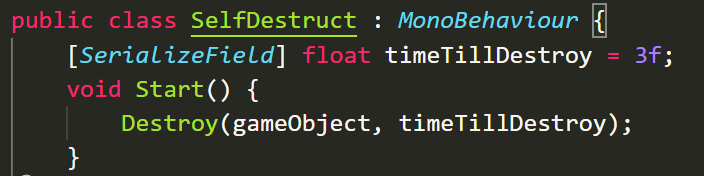 public class SelfDestruct : MonoBehaviour {
[SerializeField] float timeTillDestroy = 3f;
void Start() {
Destroy(gameObject, timeTillDestroy);
}